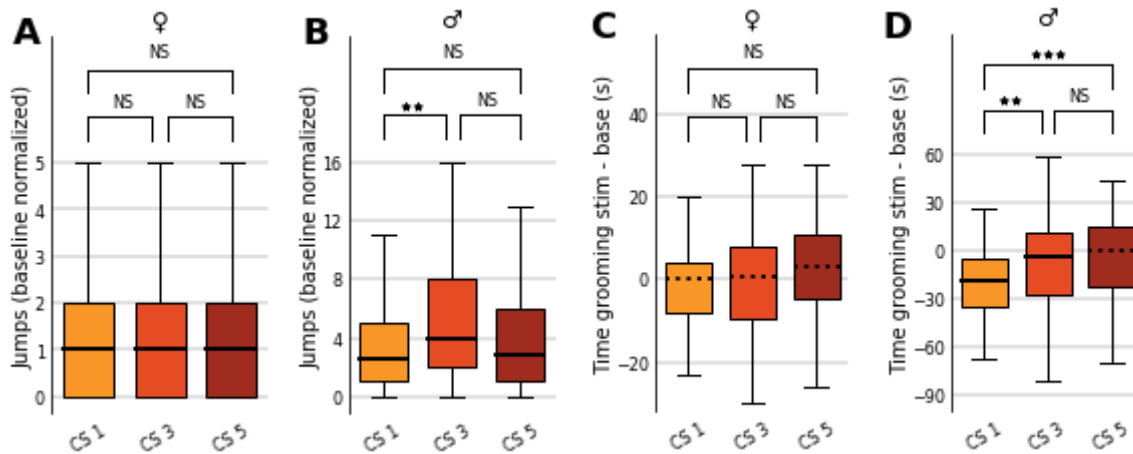 A
♀
Jumps (baseline normalized)
NS
NS
NS
5
4
3
2
1
0
CS 1
CS 3
CS 5
B
♂
Jumps (baseline normalized)
NS
★★
NS
16
12
8
4
0
CS 1
CS 3
CS 5
C
♀
Time grooming stim - base (s)
NS
NS
NS
40
20
0
−20
CS 1
CS 3
CS 5
D
♂
Time grooming stim - base (s)
★★★
★★
NS
60
30
0
−30
−60
−90
CS 1
CS 3
CS 5